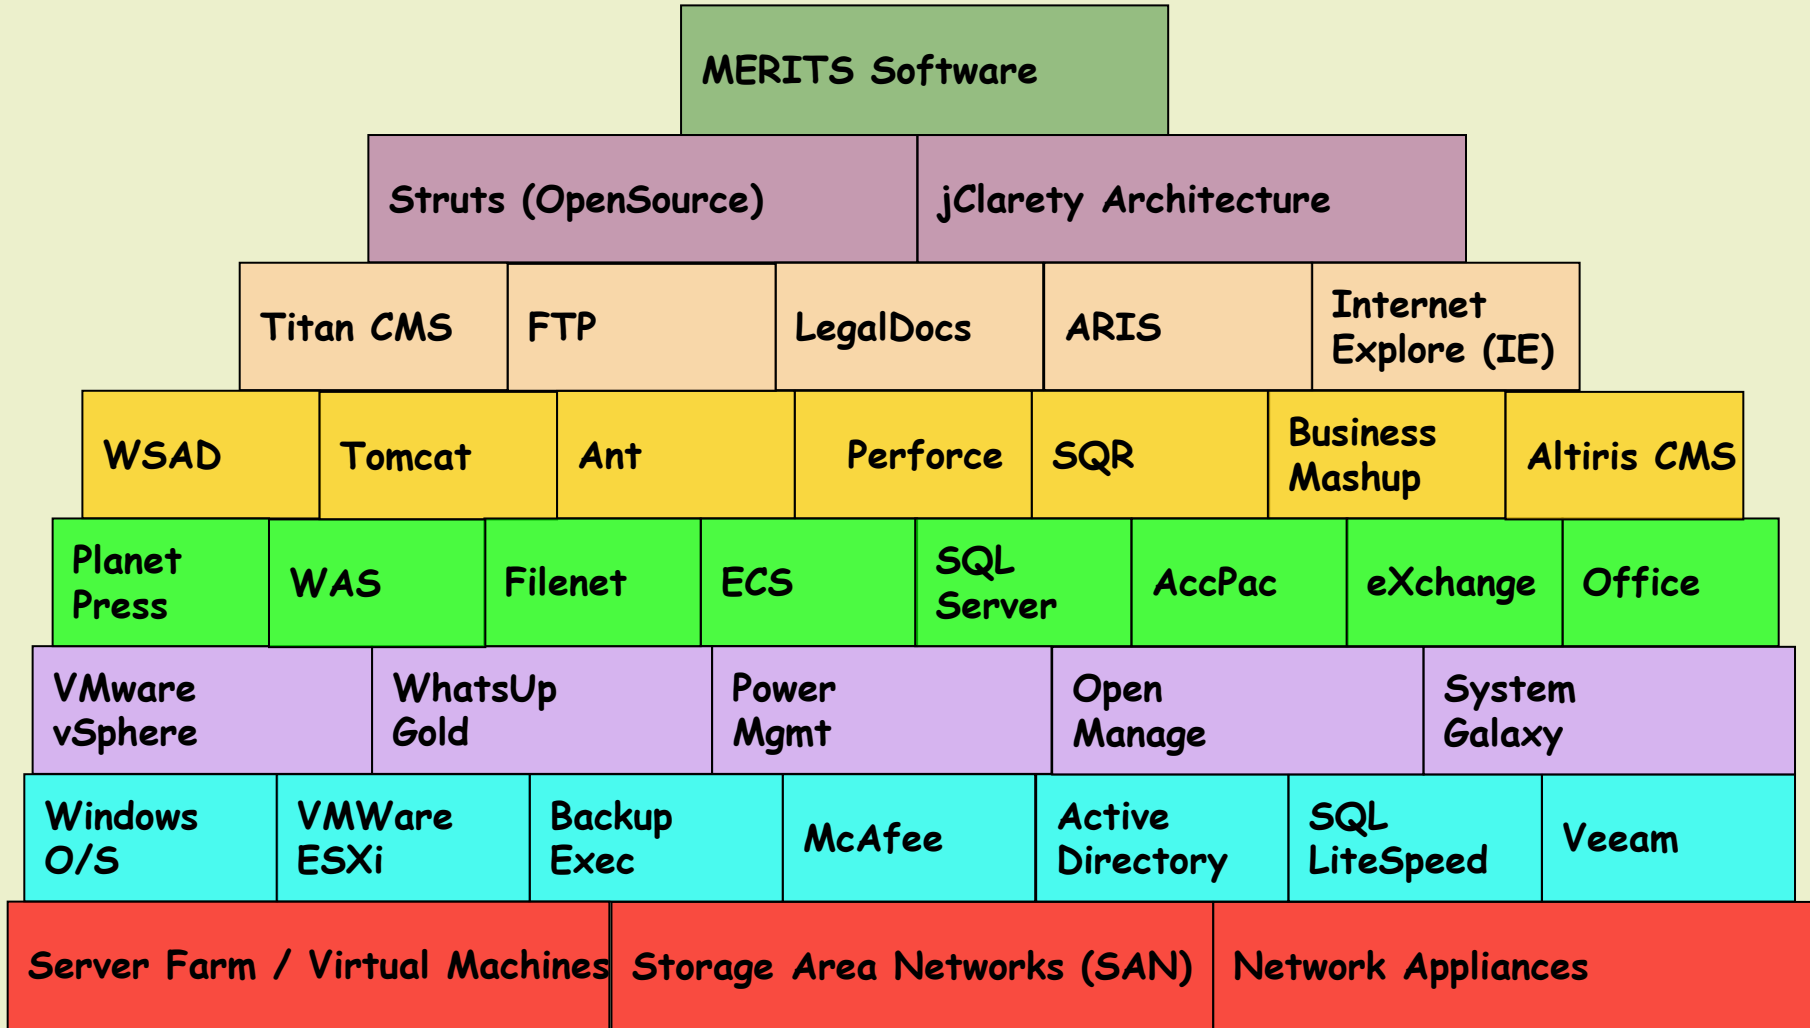 MERITS Software
Struts (OpenSource)
jClarety Architecture
Titan CMS
FTP
LegalDocs
ARIS
Internet
Explore (IE)
WSAD
Tomcat
Ant
Perforce
SQR
Business
Mashup
Altiris CMS
Planet
Press
WAS
Filenet
ECS
SQL
Server
AccPac
eXchange
Office
VMware
vSphere
WhatsUp
Gold
Power
Mgmt
Open
Manage
System
Galaxy
Windows
O/S
VMWare
ESXi
Backup
Exec
McAfee
Active
Directory
SQL
LiteSpeed
Veeam
Server Farm / Virtual Machines
Storage Area Networks (SAN)
Network Appliances